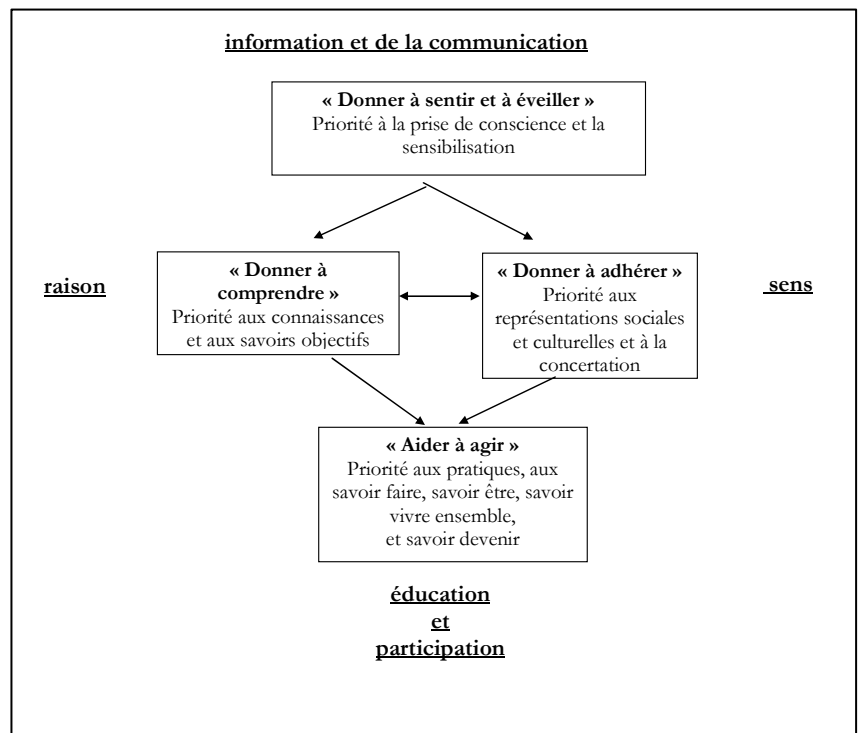 information et de la communication
« Donner à sentir et à éveiller »
Priorité à la prise de conscience et la
sensibilisation
raison
« Donner à
comprendre »
Priorité aux connaissances
et aux savoirs objectifs
« Donner à adhérer »
Priorité aux
représentations sociales
et culturelles et à la
concertation
sens
« Aider à agir »
Priorité aux pratiques, aux
savoir faire, savoir être, savoir
vivre ensemble,
et savoir devenir
éducation
et
participation